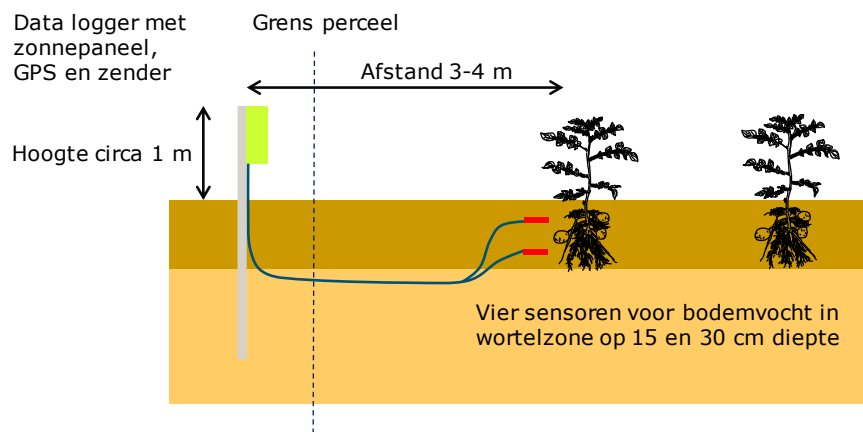 Data logger met
zonnepaneel,
GPS en zender
Grens perceel
Afstand 3-4 m
Hoogte circa 1 m
Vier sensoren voor bodemvocht in
wortelzone op 15 en 30 cm diepte